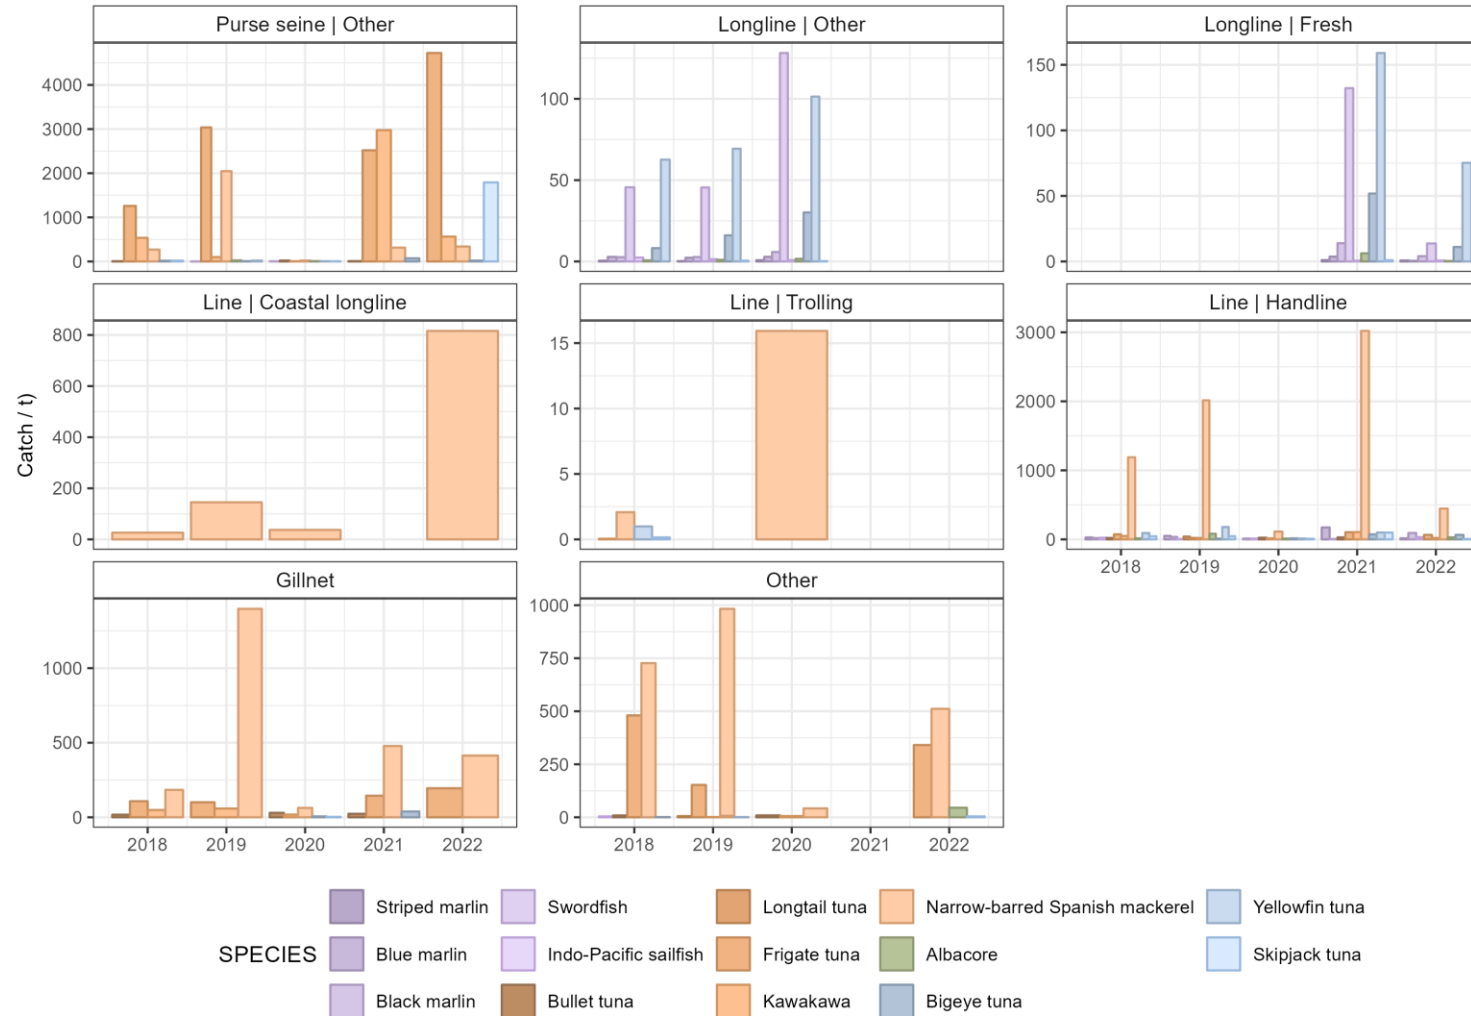 Purse seine | Other
Longline | Other
Longline | Fresh
4000
3000
2000
1000
0
100
50
0
150
100
50
0
Line | Coastal longline
Line | Trolling
Line | Handline
800
600
400
200
0
15
10
5
0
3000
2000
1000
0
2018 2019 2020 2021 2022
Catch / t)
Gillnet
Other
1000
500
0
1000
750
500
250
0
2018 2019 2020 2021 2022
2018 2019 2020 2021 2022
SPECIES
Striped marlin
Swordfish
Longtail tuna
Narrow-barred Spanish mackerel
Yellowfin tuna
Blue marlin
Indo-Pacific sailfish
Frigate tuna
Albacore
Skipjack tuna
Black marlin
Bullet tuna
Kawakawa
Bigeye tuna